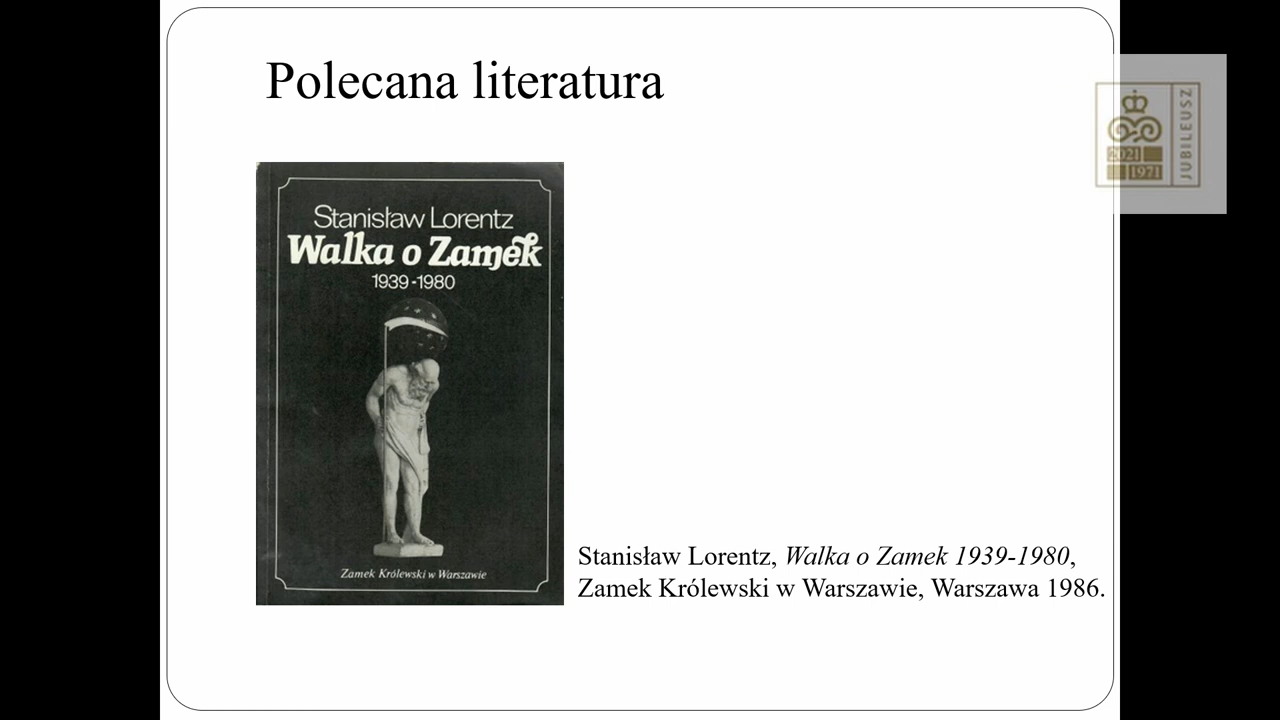 Polecana literatura
Stanisław Lorentz
Walka o Zamek
1939-1980
Zamek Królewski w Warszawie
Stanisław Lorentz, Walka o Zamek 1939-1980,
Zamek Królewski w Warszawie, Warszawa 1986.
2021
1971
JUBILEUSZ